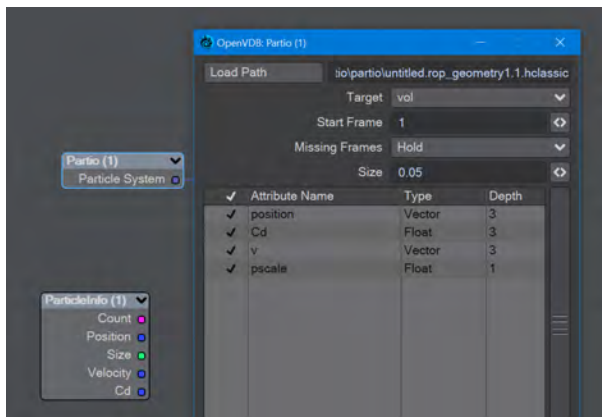 OpenVDB: Partio (1)
Load Path tio\partio\untitled.rop_geometry1.1.hclassic
Target vol
Start Frame 1
Missing Frames Hold
Size 0.05
Attribute Name Type Depth
position Vector 3
Cd Float 3
v Vector 3
pscale Float 1
Partio (1)
Particle System
ParticleInfo (1)
Count
Position
Size
Velocity
Cd